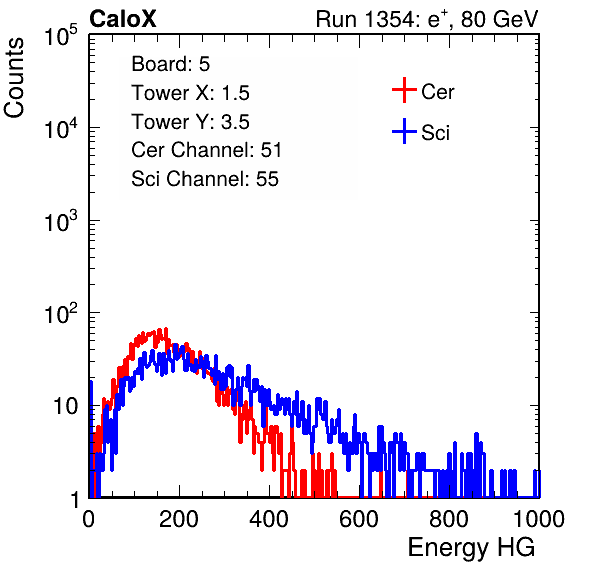 CaloX Run 1354: e⁺, 80 GeV
Counts
10⁵
10⁴
10³
10²
10
1
Board: 5
Tower X: 1.5
Tower Y: 3.5
Cer Channel: 51
Sci Channel: 55
Cer
Sci
0 200 400 600 800 1000
Energy HG